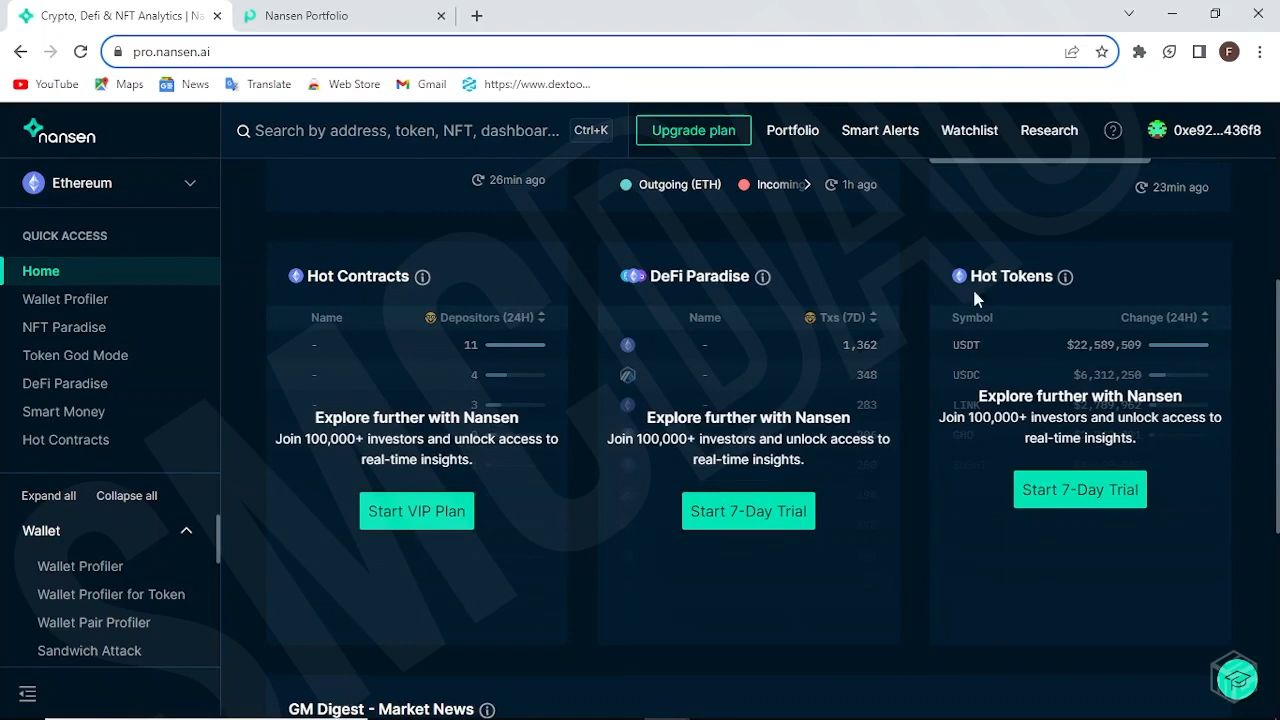 Crypto, Defi & NFT Analytics | Na
Nansen Portfolio
pro.nansen.ai
F
YouTube
Maps
News
Translate
Web Store
Gmail
https://www.dextoo...
nansen
Search by address, token, NFT, dashboar...
Ctrl+K
Upgrade plan
Portfolio
Smart Alerts
Watchlist
Research
0xe92...436f8
Ethereum
26min ago
Outgoing (ETH)
Incoming
1h ago
23min ago
QUICK ACCESS
Home
Wallet Profiler
NFT Paradise
Token God Mode
DeFi Paradise
Smart Money
Hot Contracts
Expand all
Collapse all
Wallet
Wallet Profiler
Wallet Profiler for Token
Wallet Pair Profiler
Sandwich Attack
Hot Contracts
Name
Depositors (24H)
- 11
- 4
- 3
Explore further with Nansen
Join 100,000+ investors and unlock access to
real-time insights.
Start VIP Plan
DeFi Paradise
Name
Txs (7D)
- 1,362
- 348
- 283
Explore further with Nansen
Join 100,000+ investors and unlock access to
real-time insights.
Start 7-Day Trial
Hot Tokens
Symbol
Change (24H)
USDT $22,589,509
USDC $6,312,250
LINK $2,789,962
GHO
Explore further with Nansen
Join 100,000+ investors and unlock access to
real-time insights.
Start 7-Day Trial
GM Digest - Market News
SMCDAO